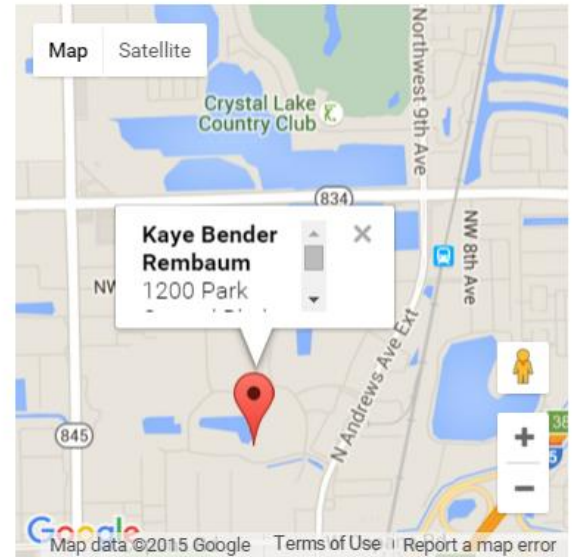 Map Satellite
Northwest 9th Ave
Crystal Lake
Country Club
834
Kaye Bender
Rembaum
1200 Park
NW 8th Ave
NW
N Andrews Ave Ext
845
+
−
Google
Map data ©2015 Google Terms of Use Report a map error